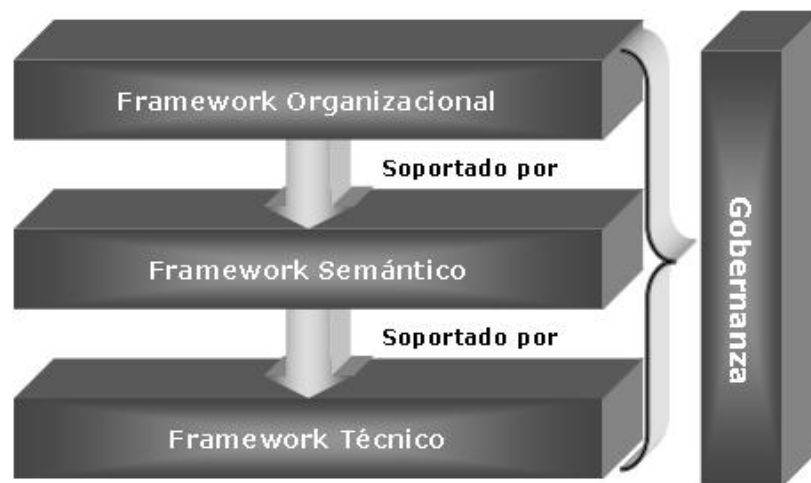 Framework Organizacional
Soportado por
Framework Semántico
Soportado por
Framework Técnico
Gobernanza